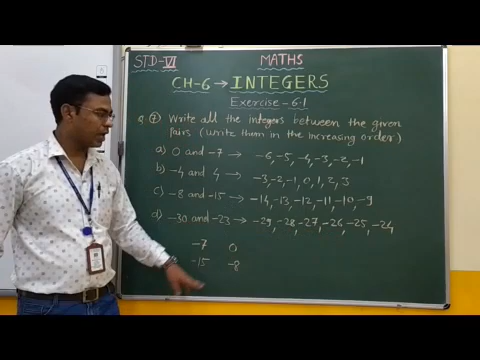 STD-VI MATHS
CH-6 → INTEGERS
Exercise - 6.1
Q. ⑦ Write all the integers between the given
pairs (write them in the increasing order)
a) 0 and -7 → -6, -5, -4, -3, -2, -1
b) -4 and 4 → -3, -2, -1, 0, 1, 2, 3
c) -8 and -15 → -14, -13, -12, -11, -10, -9
d) -30 and -23 → -29, -28, -27, -26, -25, -24,
-7 0
-15 -8